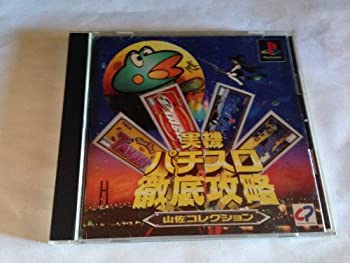 PlayStation
実機
パチスロ
徹底攻略
山佐コレクション